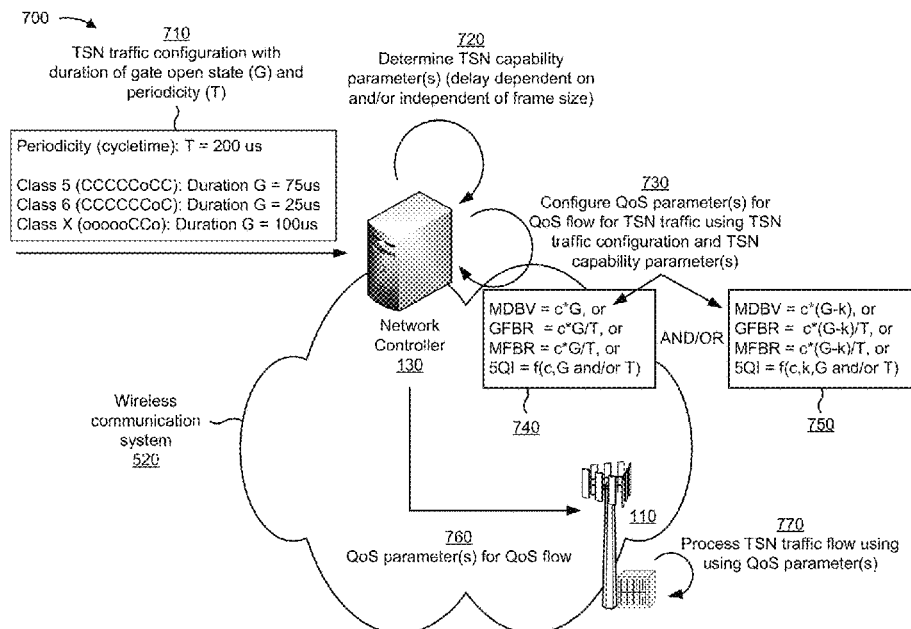 700
710
TSN traffic configuration with
duration of gate open state (G) and
periodicity (T)
Periodicity (cycletime): T = 200 us
Class 5 (CCCCCoCC): Duration G = 75us
Class 6 (CCCCCCoC): Duration G = 25us
Class X (oooooCCo): Duration G = 100us
720
Determine TSN capability
parameter(s) (delay dependent on
and/or independent of frame size)
730
Configure QoS parameter(s) for
QoS flow for TSN traffic using TSN
traffic configuration and TSN
capability parameter(s)
Network
Controller
130
MDBV = c*G, or
GFBR = c*G/T, or
MFBR = c*G/T, or
5QI = f(c,G and/or T)
740
AND/OR
MDBV = c*(G-k), or
GFBR = c*(G-k)/T, or
MFBR = c*(G-k)/T, or
5QI = f(c,k,G and/or T)
750
Wireless
communication
system
520
110
760
QoS parameter(s) for QoS flow
770
Process TSN traffic flow using
using QoS parameter(s)